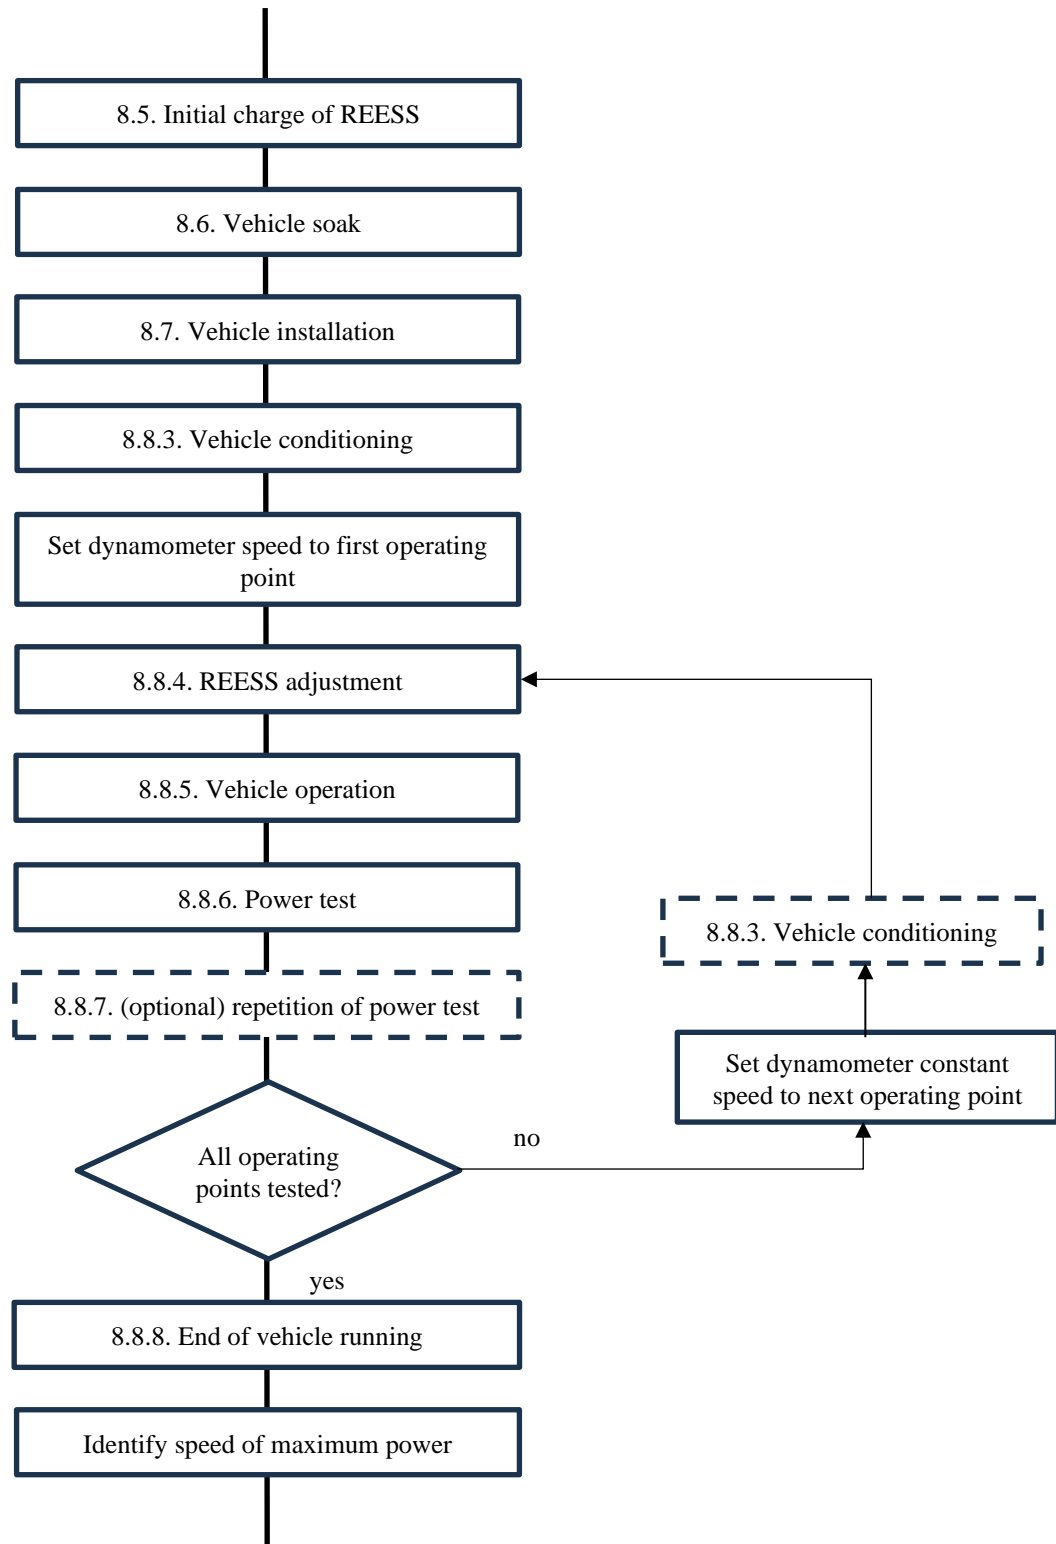 8.5. Initial charge of REESS
8.6. Vehicle soak
8.7. Vehicle installation
8.8.3. Vehicle conditioning
Set dynamometer speed to first operating
point
8.8.4. REESS adjustment
8.8.5. Vehicle operation
8.8.6. Power test
8.8.3. Vehicle conditioning
8.8.7. (optional) repetition of power test
Set dynamometer constant
speed to next operating point
no
All operating
points tested?
yes
8.8.8. End of vehicle running
Identify speed of maximum power